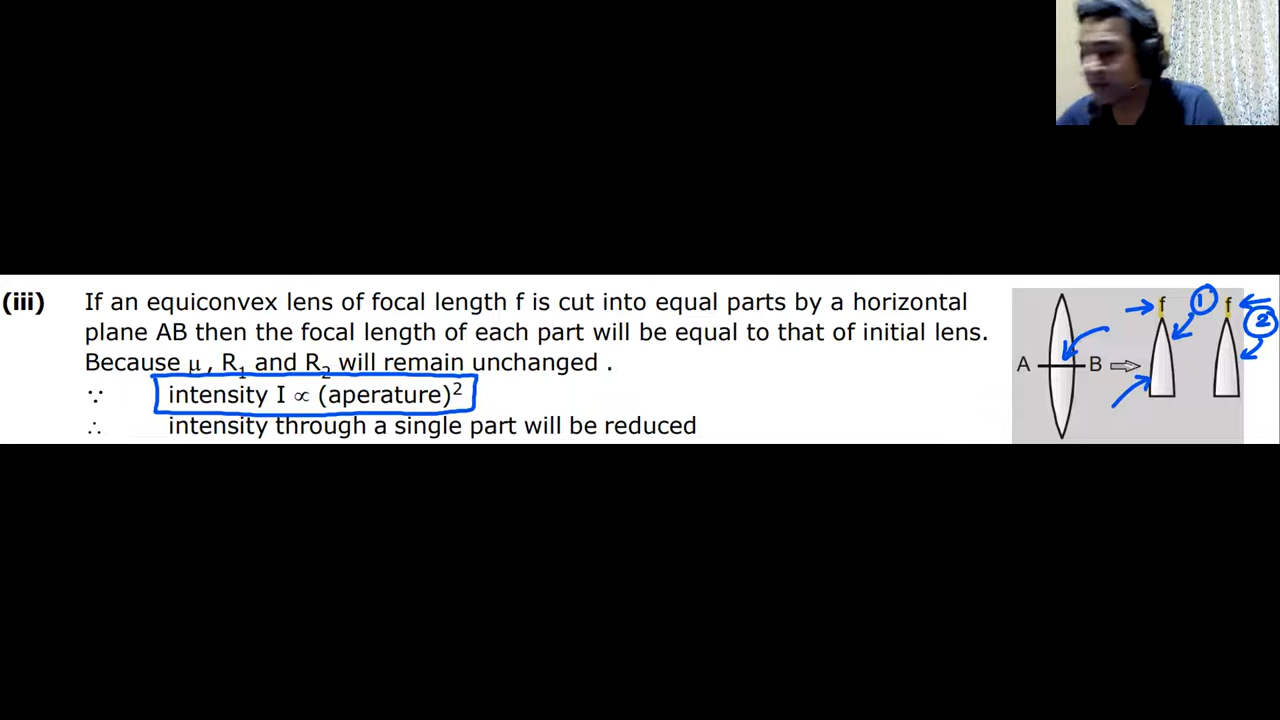 (iii) If an equiconvex lens of focal length f is cut into equal parts by a horizontal
plane AB then the focal length of each part will be equal to that of initial lens.
Because μ, R₁ and R₂ will remain unchanged .
∵ intensity I ∝ (aperature)²
∴ intensity through a single part will be reduced
f 1 f
2
A B